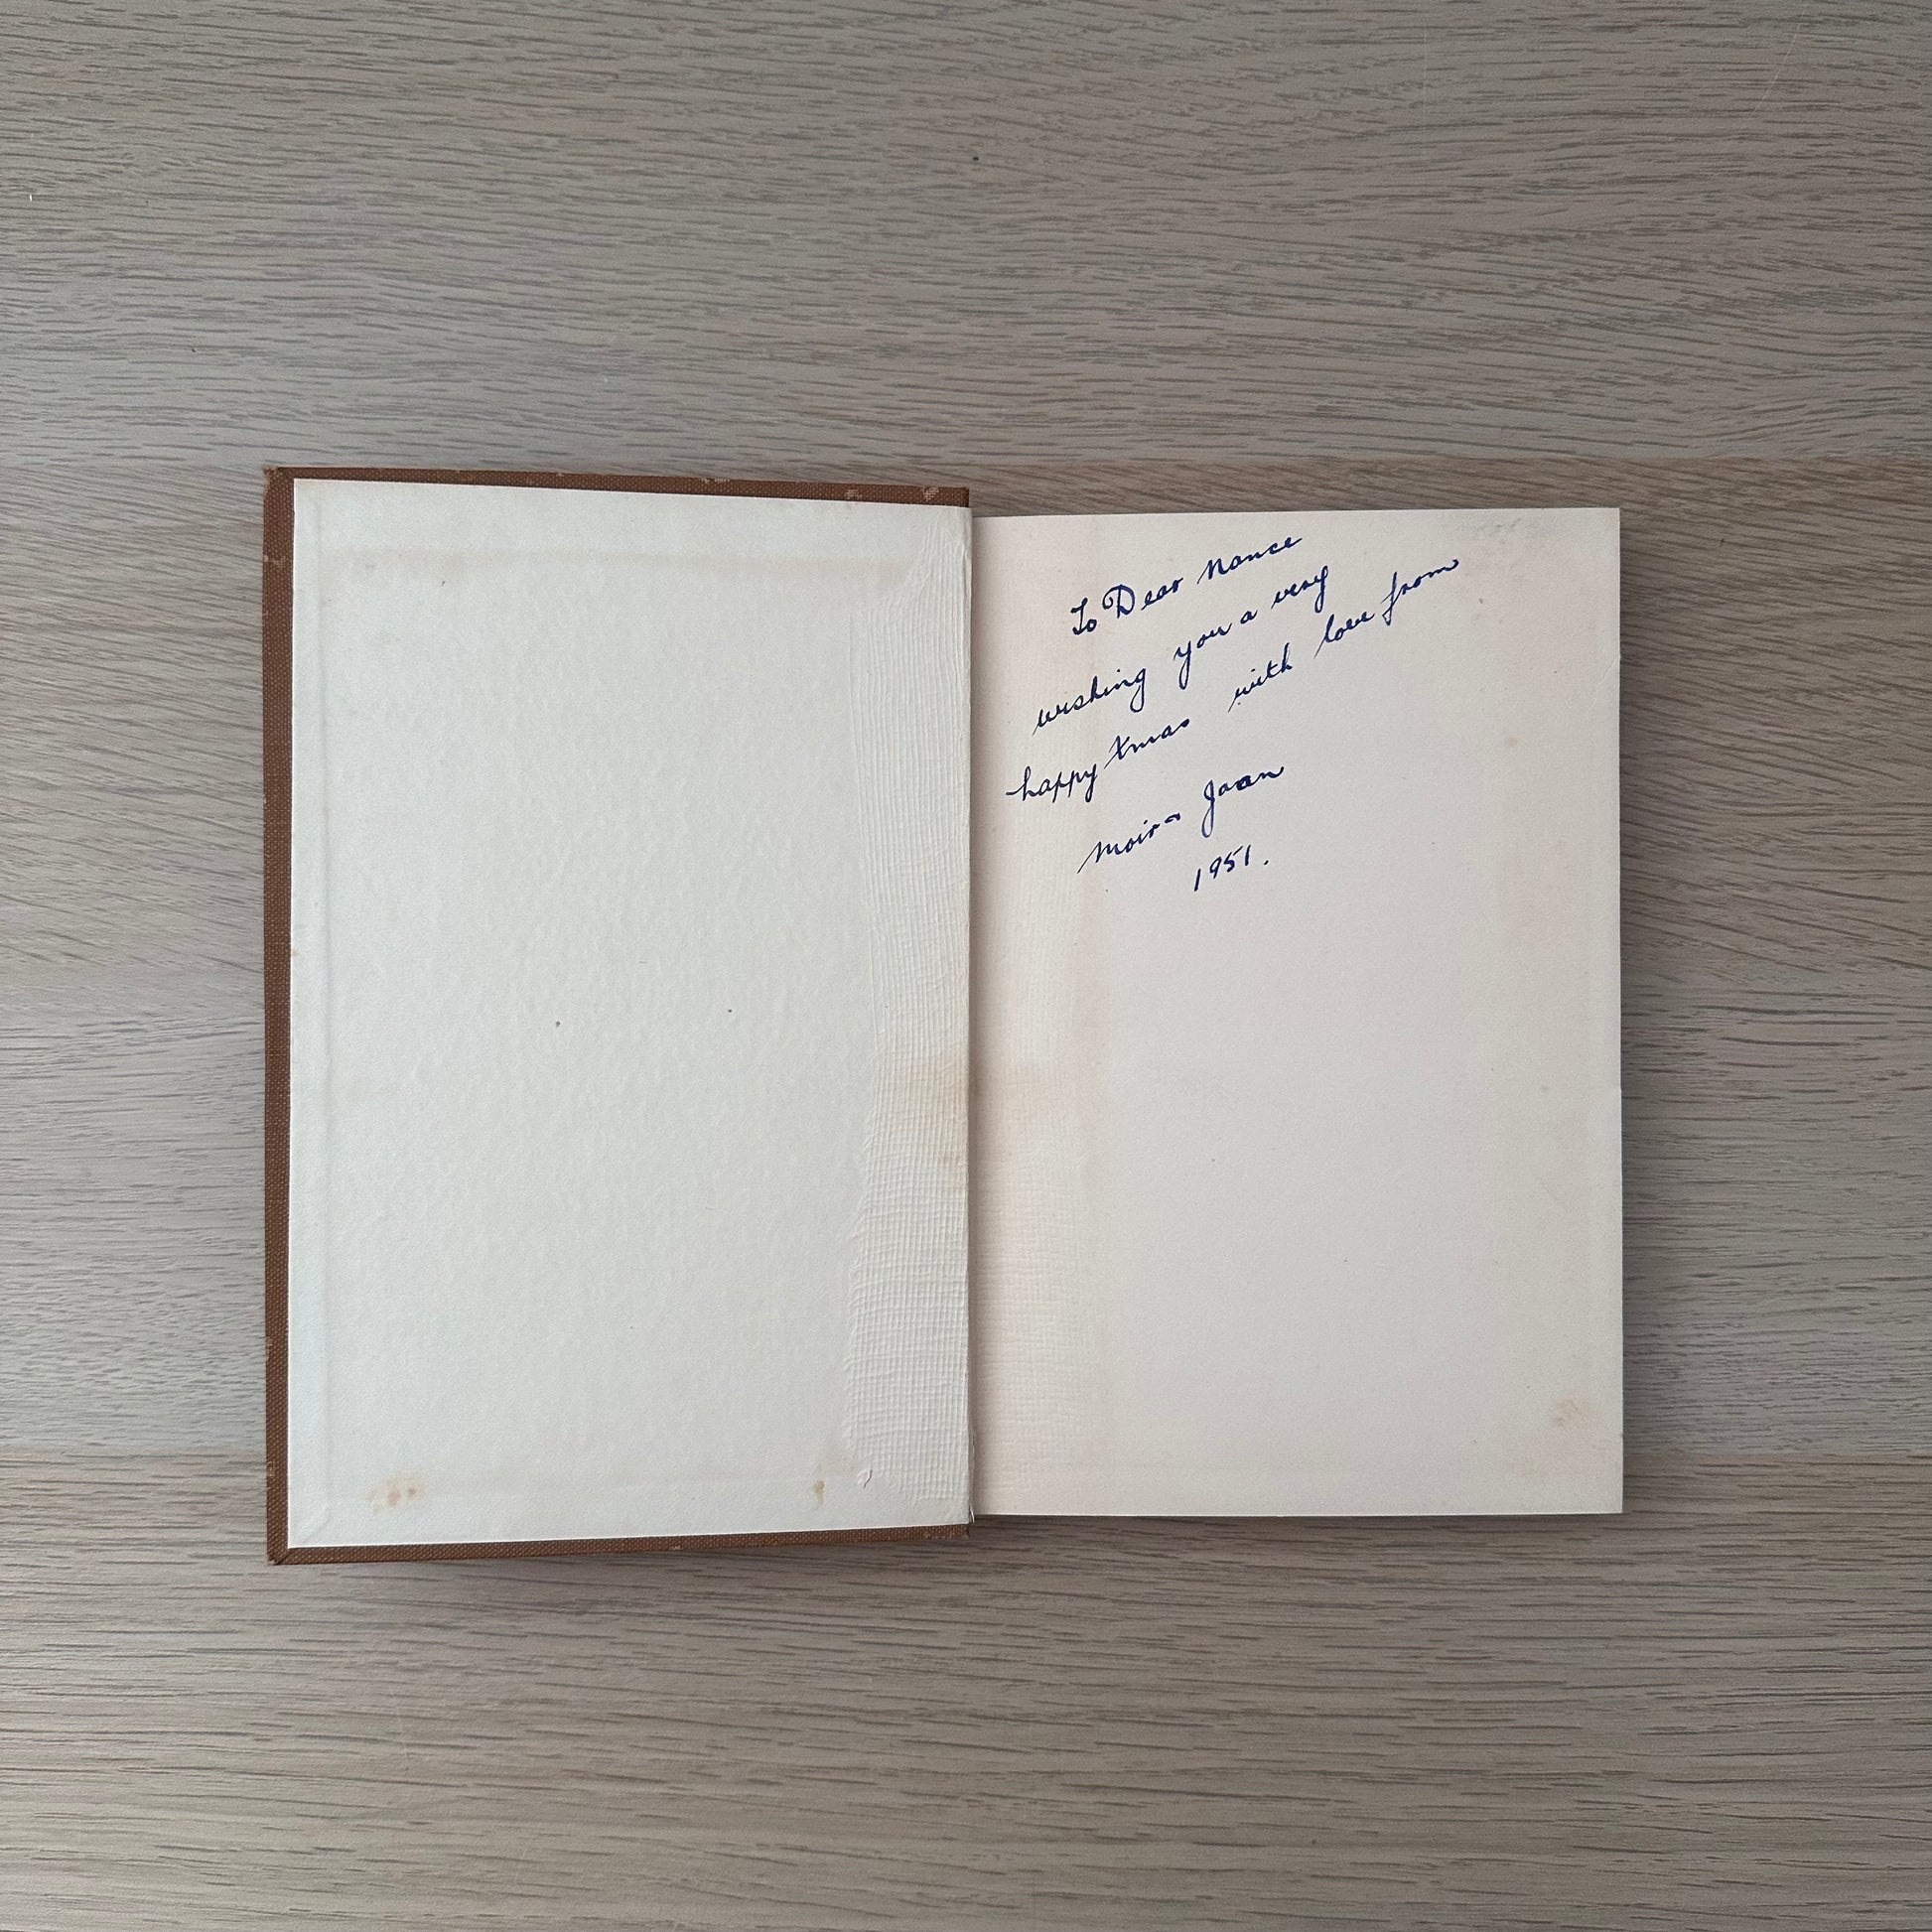 To Dear Nance
wishing you a very
happy Xmas with love from
Moira Joan
1951.